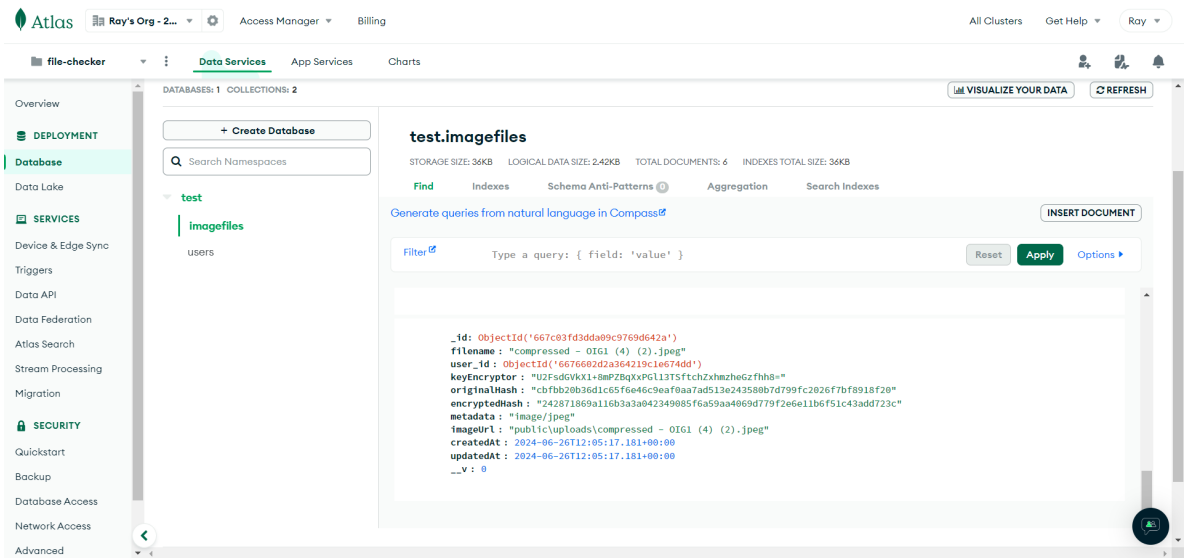 Atlas
Ray's Org - 2...
Access Manager
Billing
All Clusters
Get Help
Ray
file-checker
Data Services
App Services
Charts
Overview
DEPLOYMENT
Database
Data Lake
SERVICES
Device & Edge Sync
Triggers
Data API
Data Federation
Atlas Search
Stream Processing
Migration
SECURITY
Quickstart
Backup
Database Access
Network Access
Advanced
DATABASES: 1 COLLECTIONS: 2
VISUALIZE YOUR DATA
REFRESH
+ Create Database
Search Namespaces
test
imagefiles
users
test.imagefiles
STORAGE SIZE: 36KB LOGICAL DATA SIZE: 2.42KB TOTAL DOCUMENTS: 6 INDEXES TOTAL SIZE: 36KB
Find
Indexes
Schema Anti-Patterns 0
Aggregation
Search Indexes
Generate queries from natural language in Compass
INSERT DOCUMENT
Filter
Type a query: { field: 'value' }
Reset
Apply
Options
_id: ObjectId('667c03fd3dda09c9769d642a')
filename : "compressed - OIG1 (4) (2).jpeg"
user_id : ObjectId('6676602d2a364219c1e674dd')
keyEncryptor : "U2FsdGVkX1+8mPZBqXxPGl13TSftchZxhmzheGzfhh8="
originalHash : "cbfbb20b36d1c65f6e46c9eaf0aa7ad513e243580b7d799fc2026f7bf8918f20"
encryptedHash : "242871869a116b3a3a042349085f6a59aa4069d779f2e6e11b6f51c43add723c"
metadata : "image/jpeg"
imageUrl : "public\uploads\compressed - OIG1 (4) (2).jpeg"
createdAt : 2024-06-26T12:05:17.181+00:00
updatedAt : 2024-06-26T12:05:17.181+00:00
__v : 0